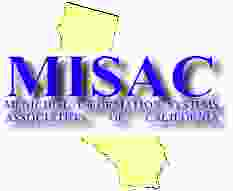 MISAC
MUNICIPAL INFORMATION SYSTEMS
ASSOCIATION OF CALIFORNIA